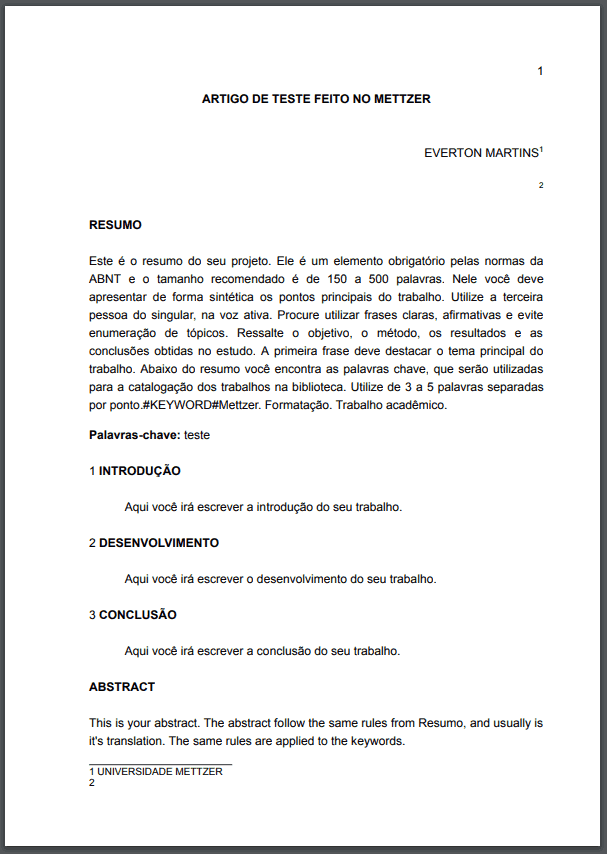 1
ARTIGO DE TESTE FEITO NO METTZER
EVERTON MARTINS1
2
RESUMO
Este é o resumo do seu projeto. Ele é um elemento obrigatório pelas normas da
ABNT e o tamanho recomendado é de 150 a 500 palavras. Nele você deve
apresentar de forma sintética os pontos principais do trabalho. Utilize a terceira
pessoa do singular, na voz ativa. Procure utilizar frases claras, afirmativas e evite
enumeração de tópicos. Ressalte o objetivo, o método, os resultados e as
conclusões obtidas no estudo. A primeira frase deve destacar o tema principal do
trabalho. Abaixo do resumo você encontra as palavras chave, que serão utilizadas
para a catalogação dos trabalhos na biblioteca. Utilize de 3 a 5 palavras separadas
por ponto.#KEYWORD#Mettzer. Formatação. Trabalho acadêmico.
Palavras-chave: teste
1 INTRODUÇÃO
Aqui você irá escrever a introdução do seu trabalho.
2 DESENVOLVIMENTO
Aqui você irá escrever o desenvolvimento do seu trabalho.
3 CONCLUSÃO
Aqui você irá escrever a conclusão do seu trabalho.
ABSTRACT
This is your abstract. The abstract follow the same rules from Resumo, and usually is
it's translation. The same rules are applied to the keywords.
1 UNIVERSIDADE METTZER
2